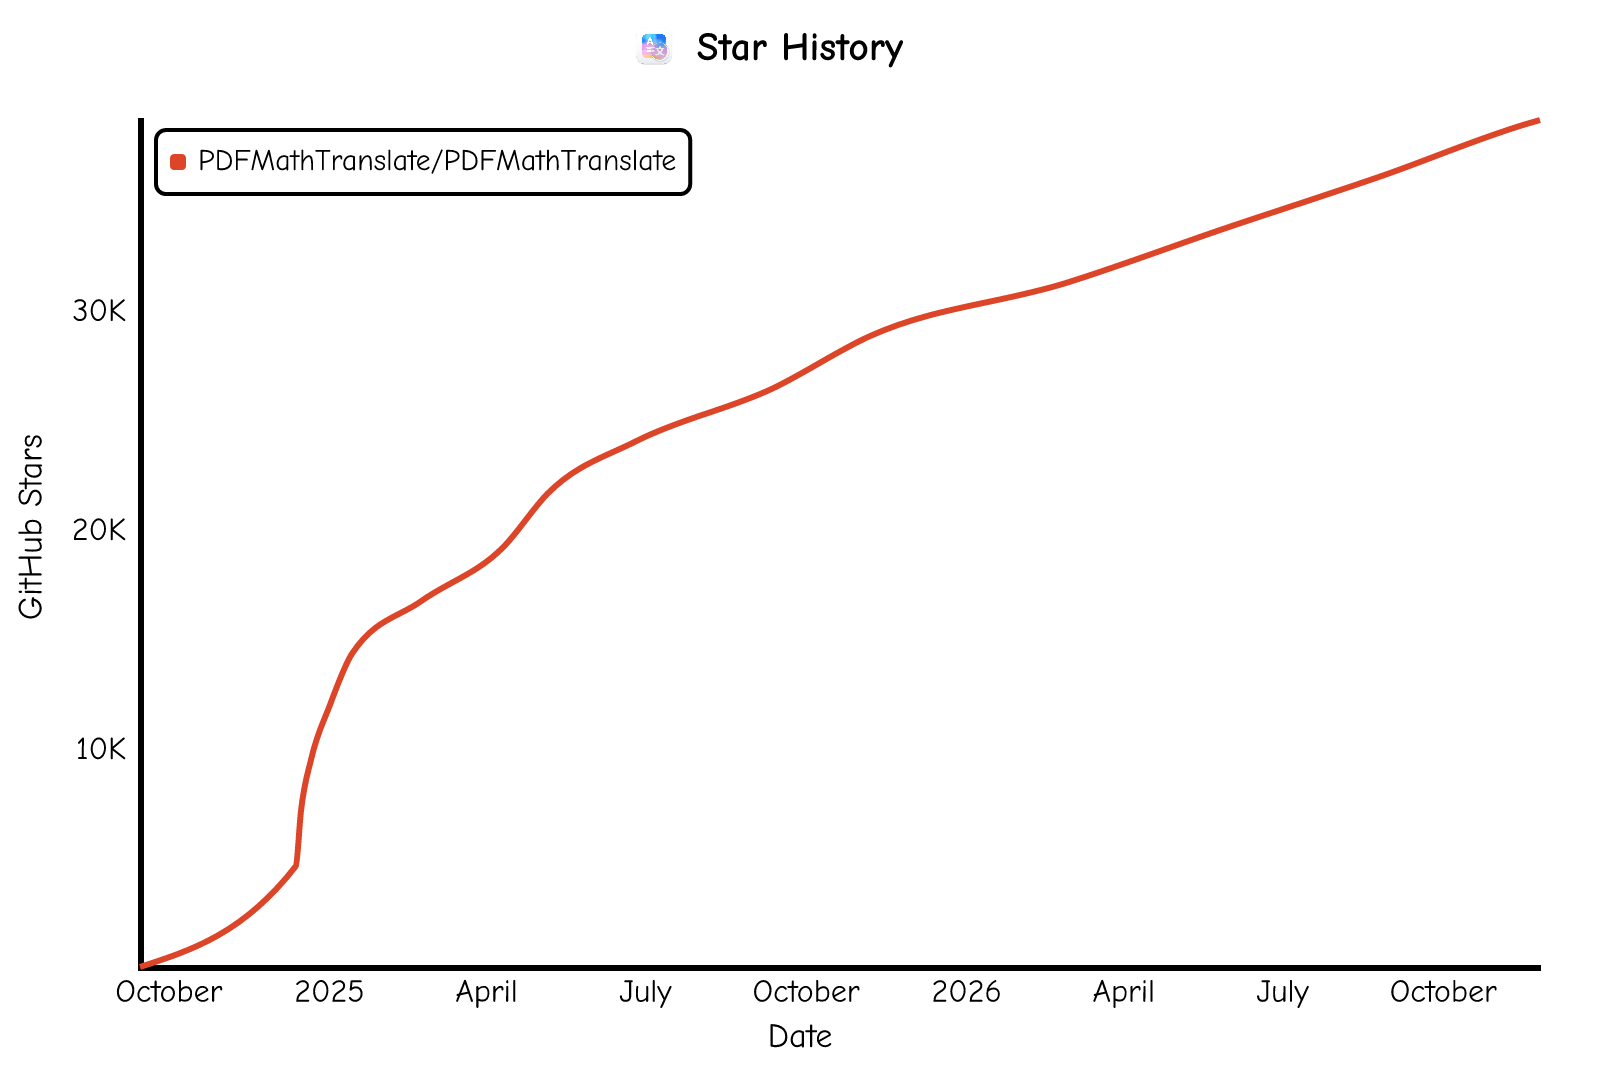 Star History
PDFMathTranslate/PDFMathTranslate
30K
20K
10K
GitHub Stars
October 2025 April July October 2026 April July October
Date